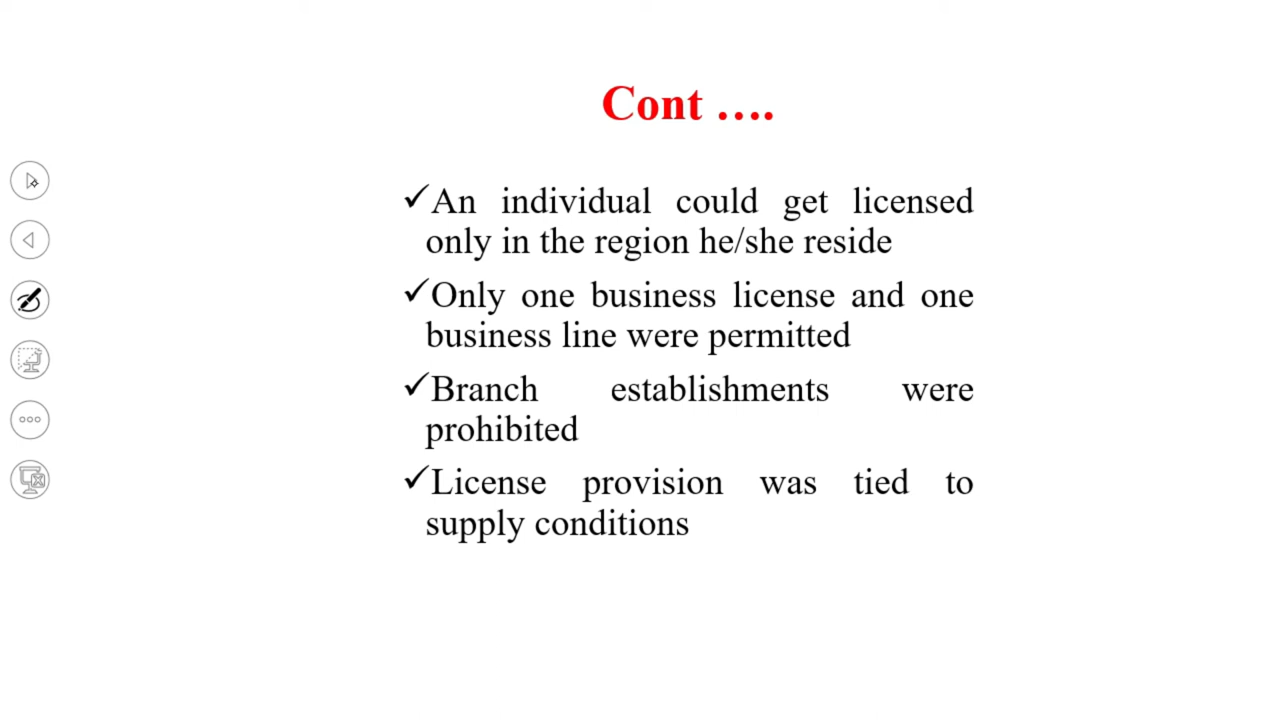 Cont ….
✓An individual could get licensed
only in the region he/she reside
✓Only one business license and one
business line were permitted
✓Branch establishments were
prohibited
✓License provision was tied to
supply conditions